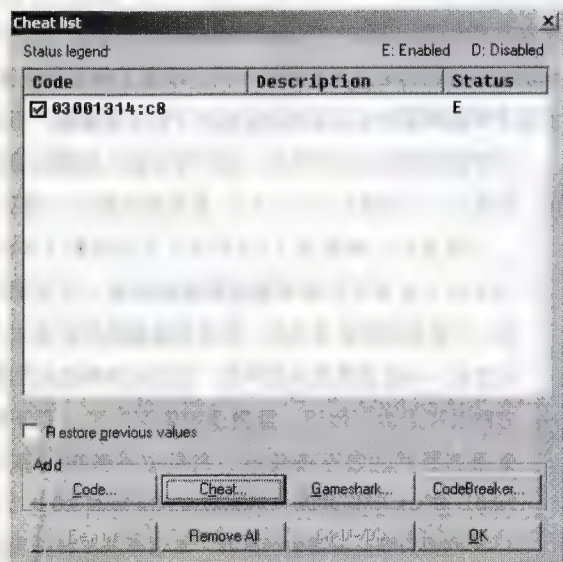 Cheat list
Status legend: E: Enabled D: Disabled
Code Description Status
03001314:c8 E
Restore previous values
Add
Code... Cheat... Gameshark... CodeBreaker...
Remove All OK